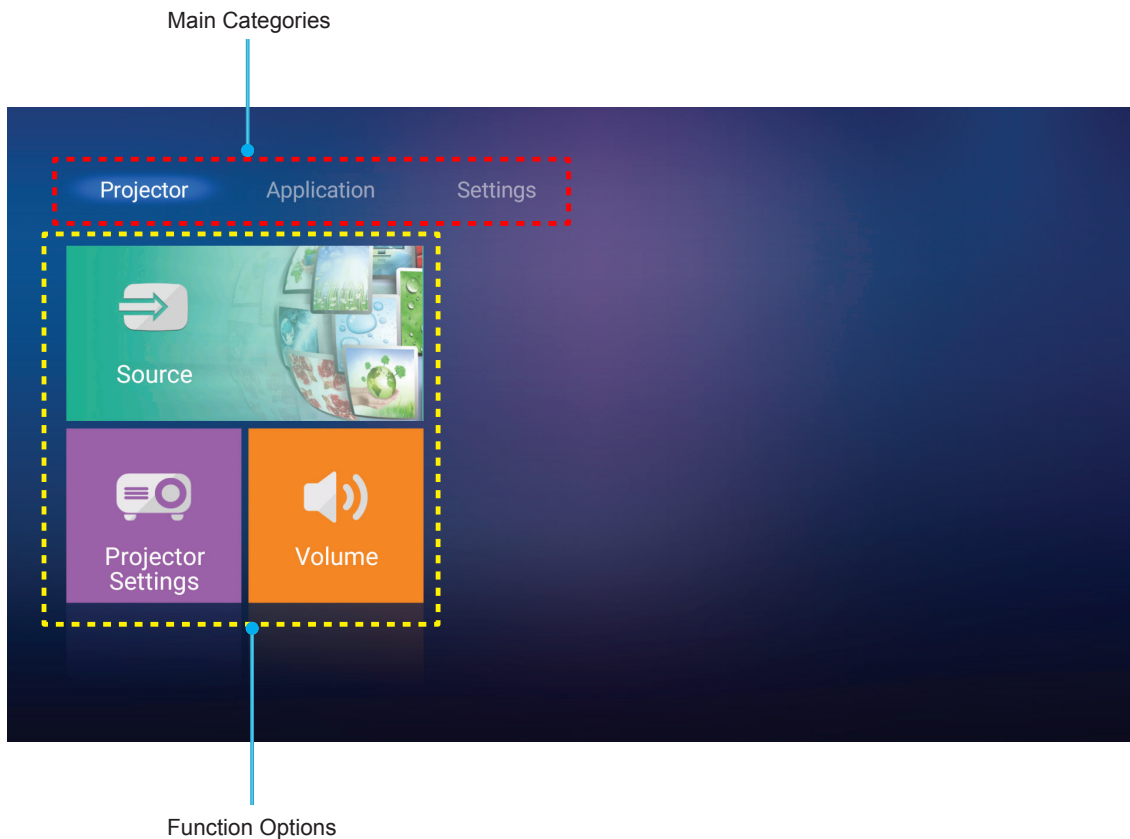 Main Categories
Projector Application Settings
Source
Projector
Settings
Volume
Function Options